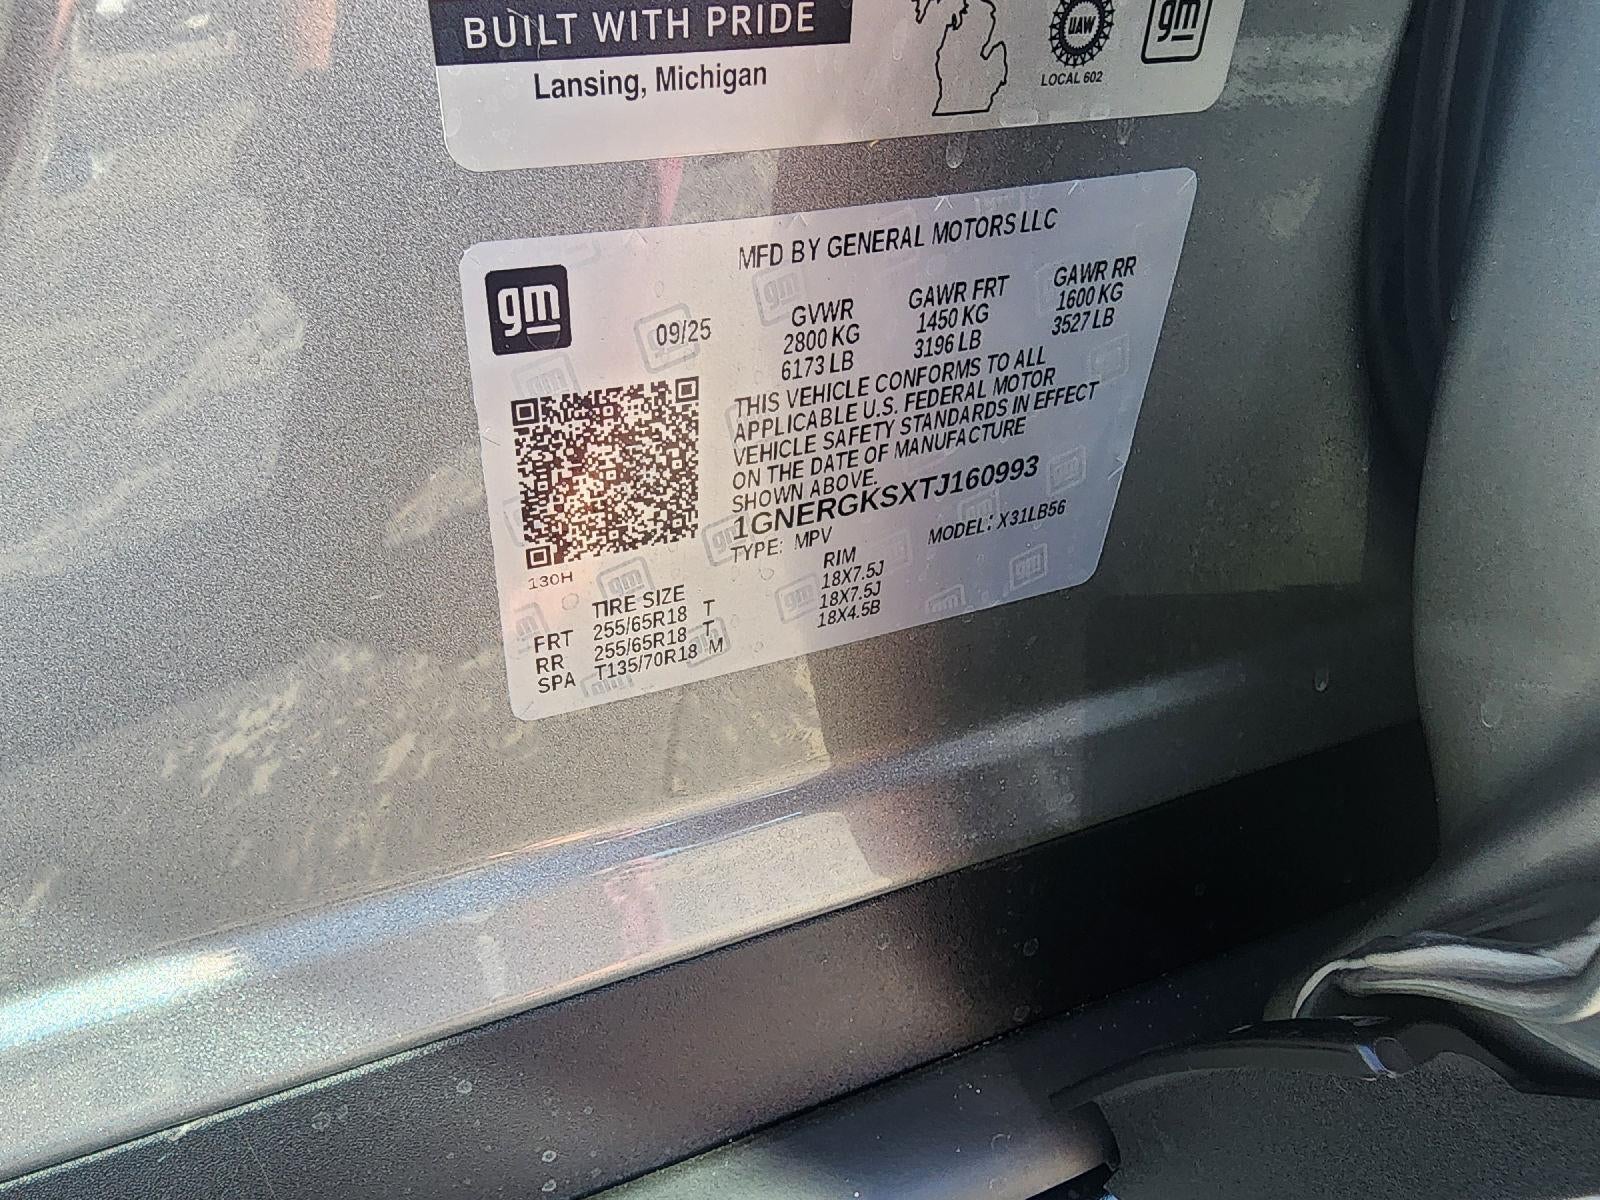 BUILT WITH PRIDE
Lansing, Michigan
UAW
LOCAL 602
gm
gm
MFD BY GENERAL MOTORS LLC
09/25
GVWR GAWR FRT GAWR RR
2800 KG 1450 KG 1600 KG
6173 LB 3196 LB 3527 LB
THIS VEHICLE CONFORMS TO ALL
APPLICABLE U.S. FEDERAL MOTOR
VEHICLE SAFETY STANDARDS IN EFFECT
ON THE DATE OF MANUFACTURE
SHOWN ABOVE.
1GNERGKSXTJ160993
TYPE: MPV MODEL: X31LB56
130H
TIRE SIZE RIM
FRT 255/65R18 T 18X7.5J
RR 255/65R18 T 18X7.5J
SPA T135/70R18 M 18X4.5B